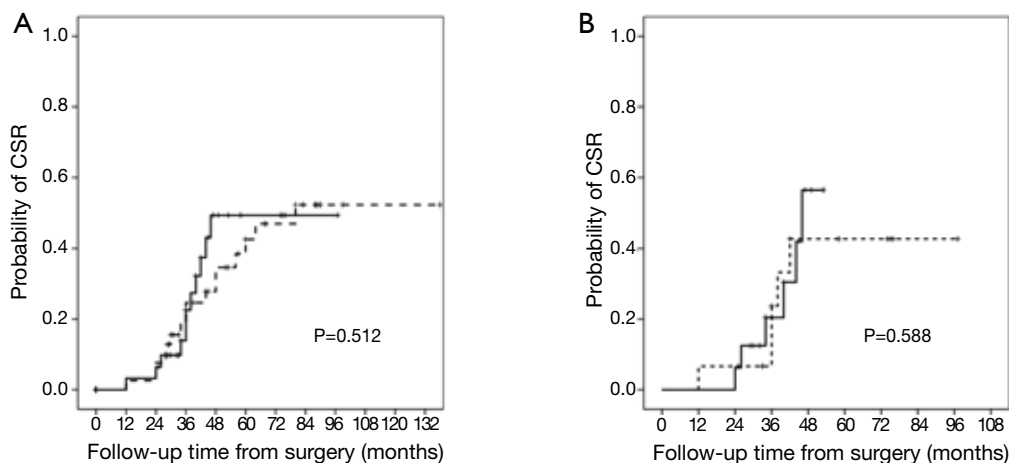 A
1.0
0.8
0.6
0.4
0.2
0.0
Probability of CSR
P=0.512
0 12 24 36 48 60 72 84 96 108 120 132
Follow-up time from surgery (months)
B
1.0
0.8
0.6
0.4
0.2
0.0
Probability of CSR
P=0.588
0 12 24 36 48 60 72 84 96 108
Follow-up time from surgery (months)